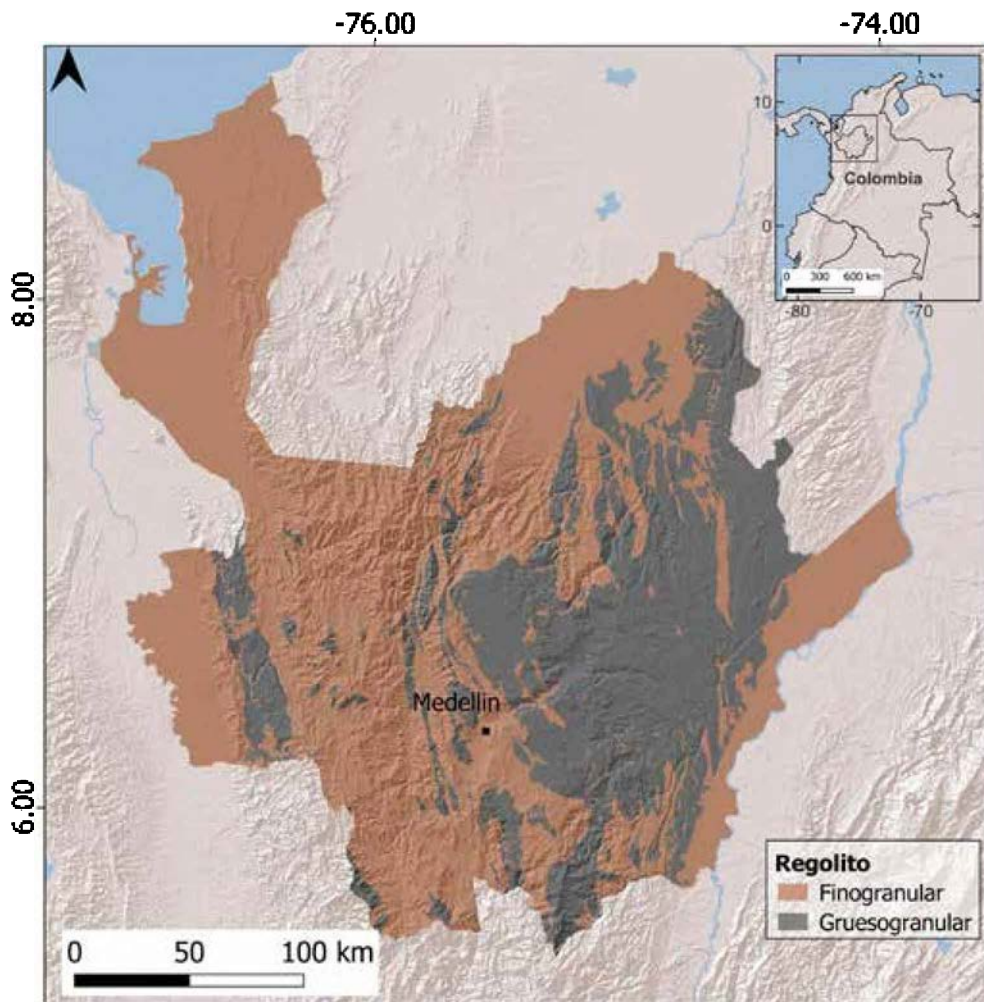 -76.00
-74.00
10
Colombia
0
0 300 600 km
-80
-70
8.00
Medellin
6.00
Regolito
Finogranular
Gruesogranular
0 50 100 km